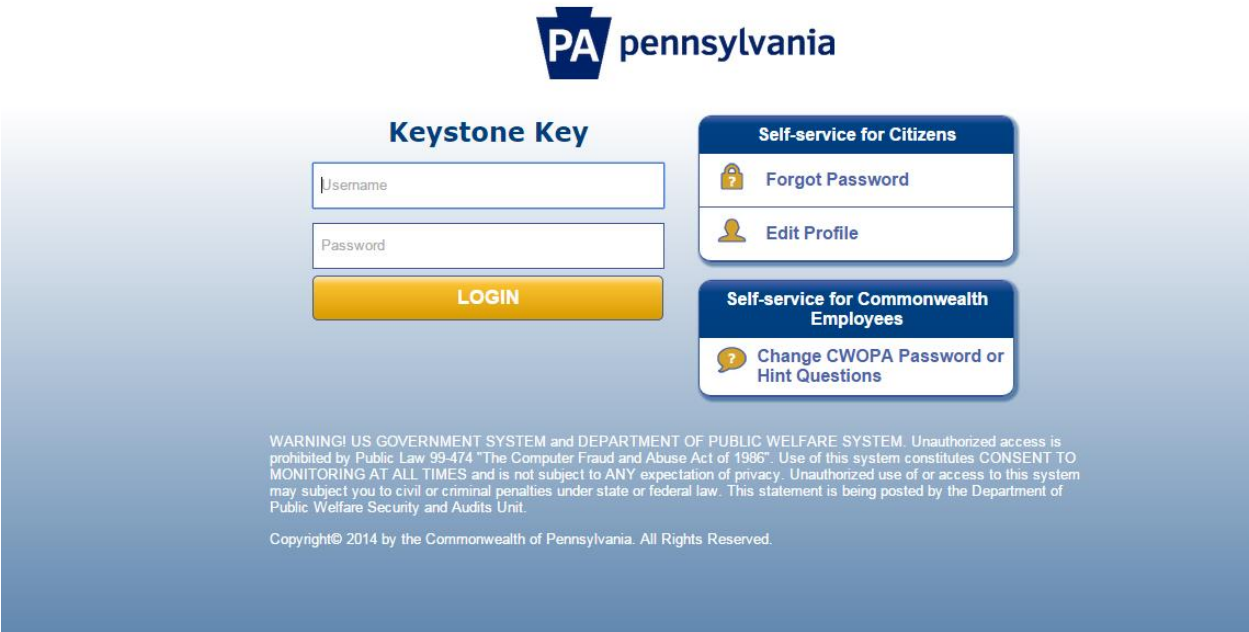 PA pennsylvania
Keystone Key
Username
Password
LOGIN
Self-service for Citizens
Forgot Password
Edit Profile
Self-service for Commonwealth
Employees
Change CWOPA Password or
Hint Questions
WARNING! US GOVERNMENT SYSTEM and DEPARTMENT OF PUBLIC WELFARE SYSTEM. Unauthorized access is
prohibited by Public Law 99-474 "The Computer Fraud and Abuse Act of 1986". Use of this system constitutes CONSENT TO
MONITORING AT ALL TIMES and is not subject to ANY expectation of privacy. Unauthorized use of or access to this system
may subject you to civil or criminal penalties under state or federal law. This statement is being posted by the Department of
Public Welfare Security and Audits Unit.
Copyright© 2014 by the Commonwealth of Pennsylvania. All Rights Reserved.